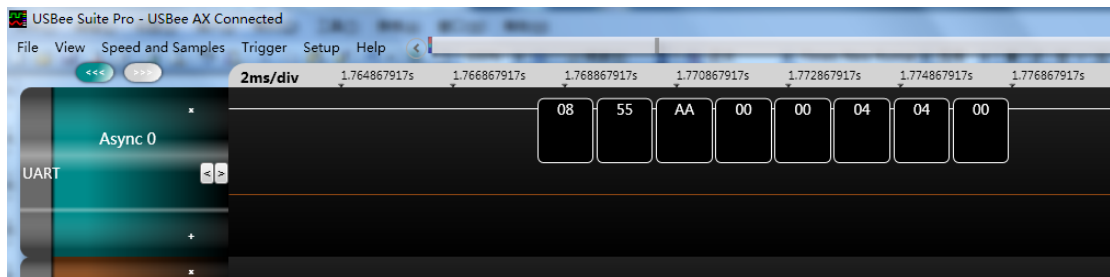 USBee Suite Pro - USBee AX Connected
File View Speed and Samples Trigger Setup Help <
<<< >>>
2ms/div 1.764867917s 1.766867917s 1.768867917s 1.770867917s 1.772867917s 1.774867917s 1.776867917s
08 55 AA 00 00 04 04 00
Async 0
UART < >